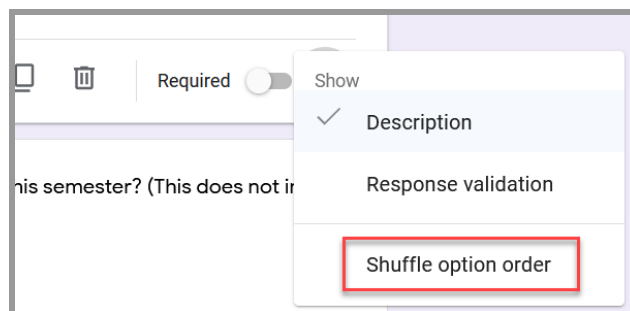 Required
Show
Description
Response validation
his semester? (This does not i
Shuffle option order